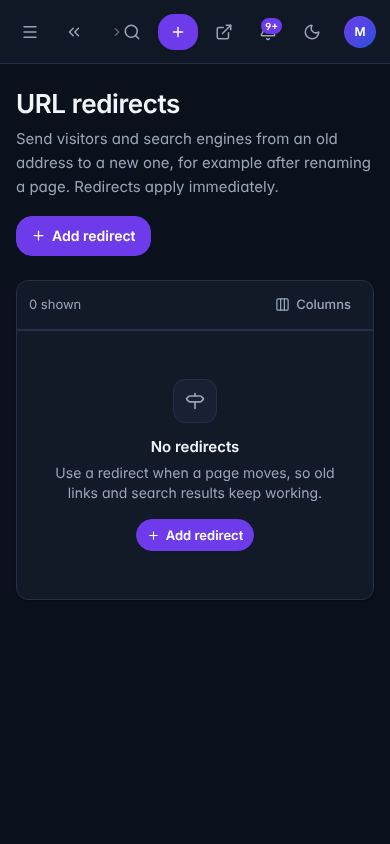 9+
M
URL redirects
Send visitors and search engines from an old
address to a new one, for example after renaming
a page. Redirects apply immediately.
+ Add redirect
0 shown
Columns
No redirects
Use a redirect when a page moves, so old
links and search results keep working.
+ Add redirect